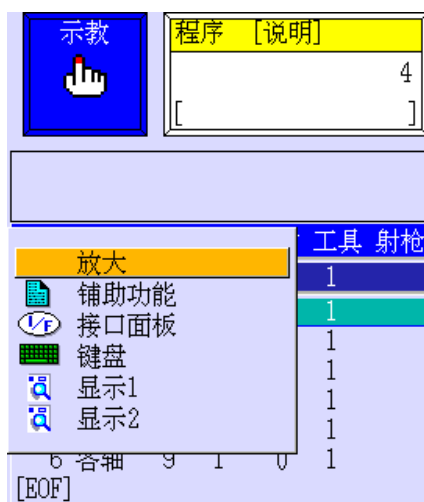 示教
程序 [说明]
4
[ ]
工具 射枪
放大
1
辅助功能
1
接口面板
1
键盘
1
显示1
1
显示2
1
6 各轴 9 1 0 1
[EOF]